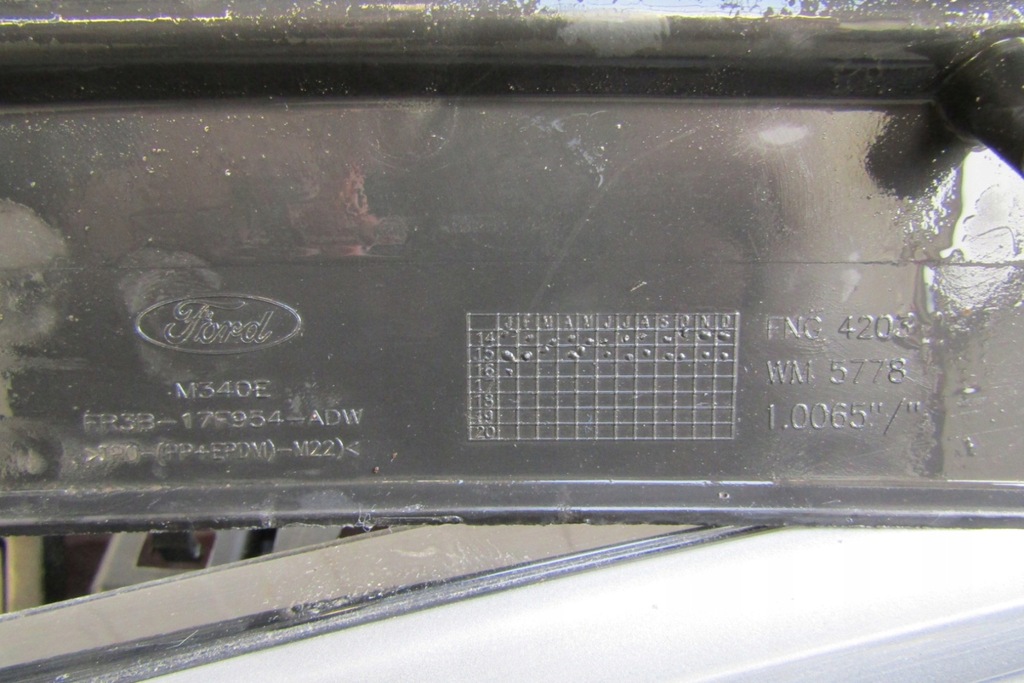 Ford
M340E
FR3B-17F954-ADW
>TPO-(PP+EPDM)-M22)<
J F M A M J J A S O N D
14
15
16
17
18
19
20
FNC 4203
WM 5778
1.0065"/"